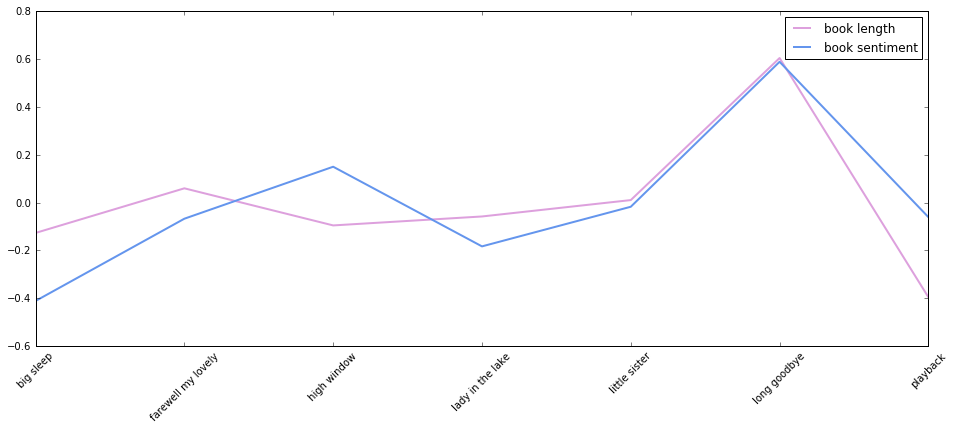 0.8
0.6
0.4
0.2
0.0
−0.2
−0.4
−0.6
book length
book sentiment
big sleep
farewell my lovely
high window
lady in the lake
little sister
long goodbye
playback